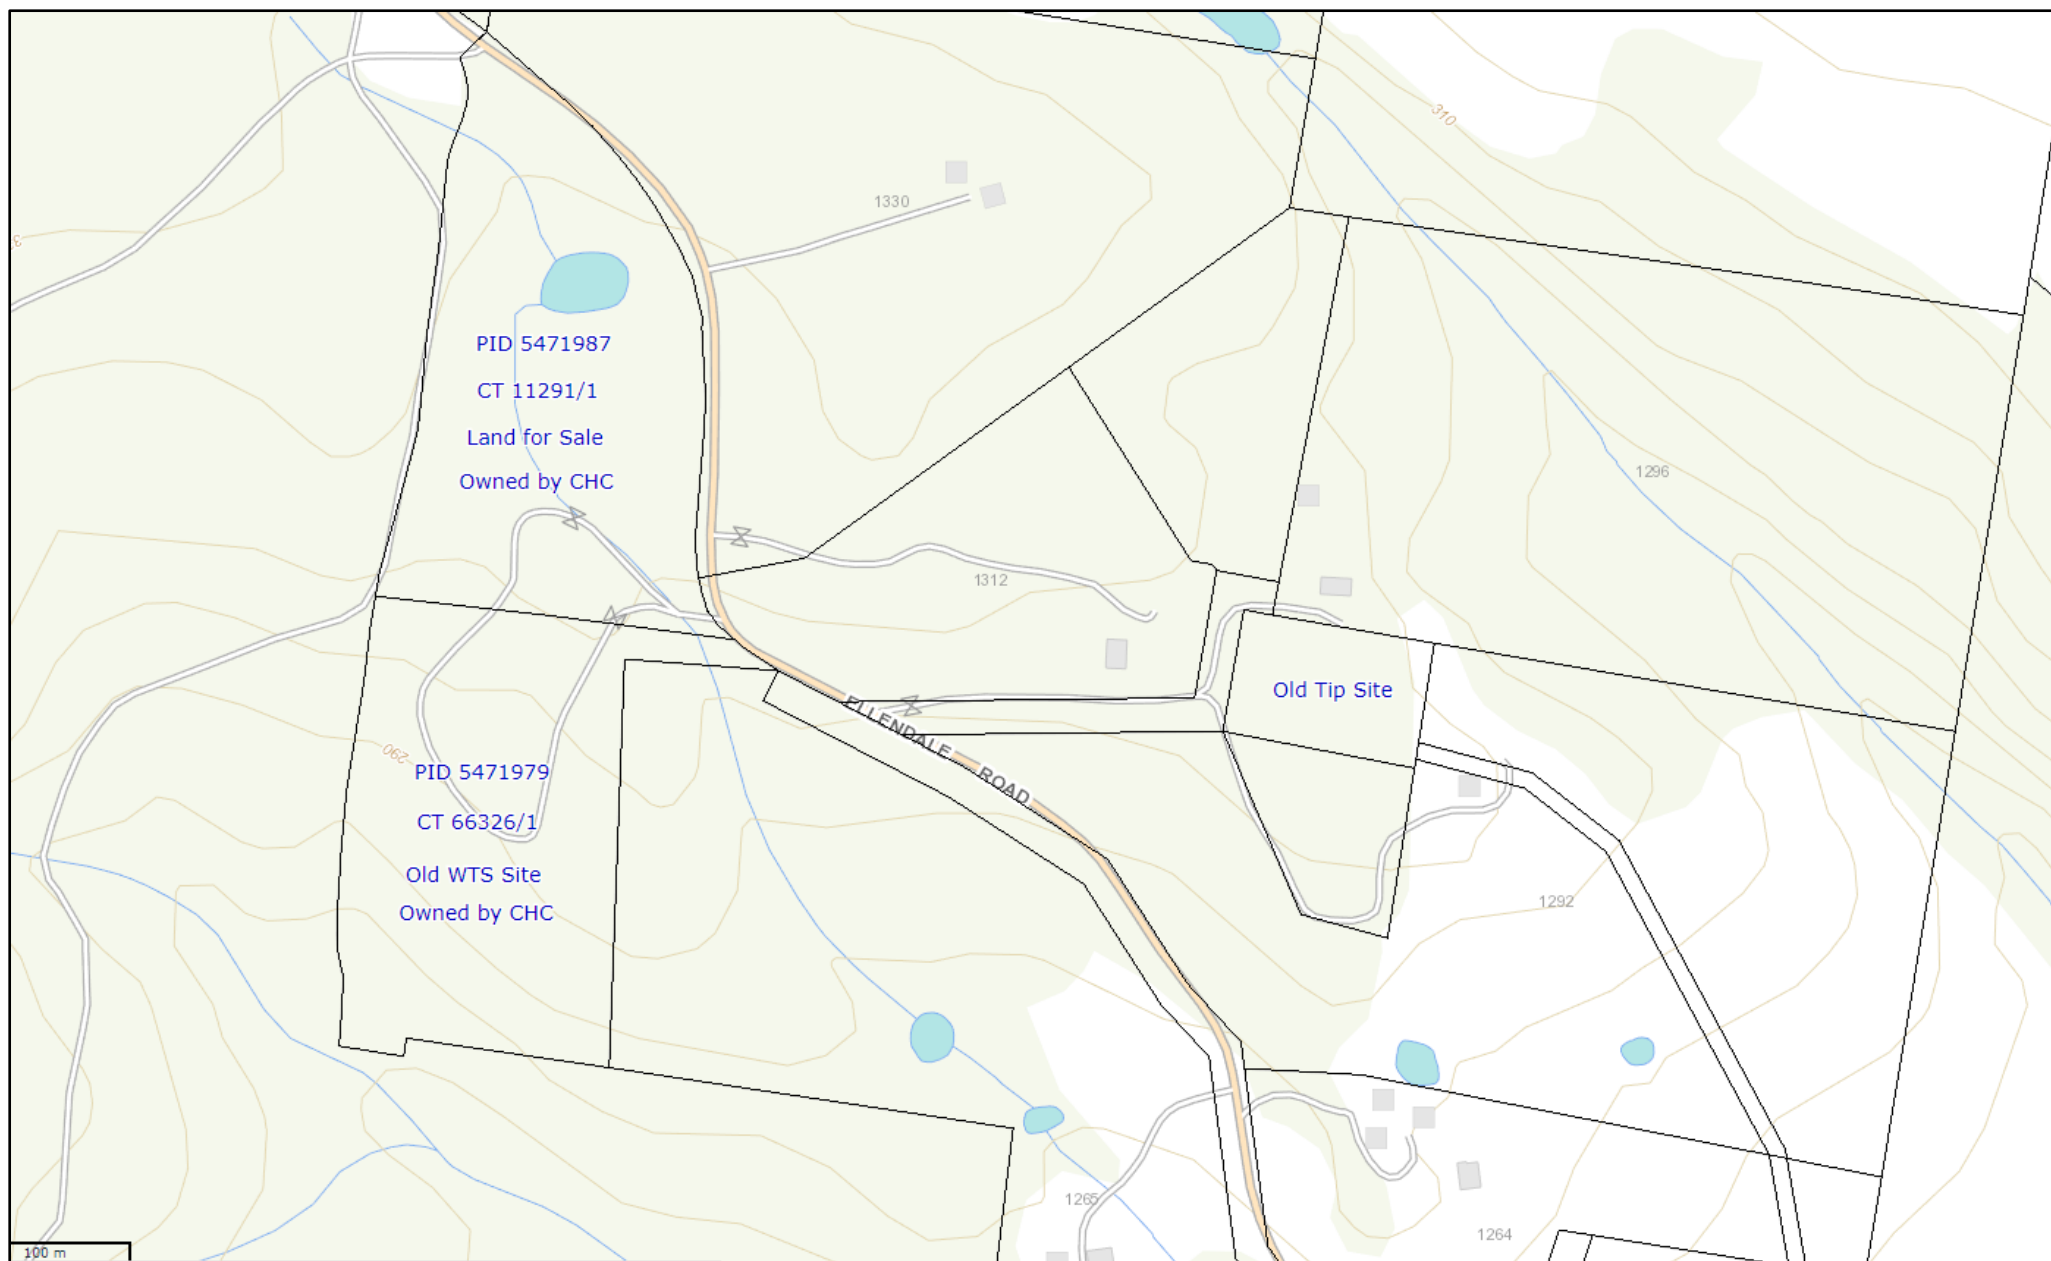 310
1330
3
PID 5471987
CT 11291/1
Land for Sale
Owned by CHC
1296
1312
Old Tip Site
ELLENDALE ROAD
290
PID 5471979
CT 66326/1
Old WTS Site
Owned by CHC
1292
1265
1264
100 m